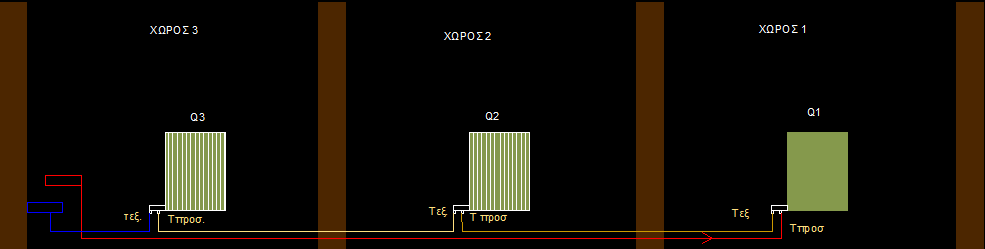 ΧΩΡΟΣ 3
ΧΩΡΟΣ 2
ΧΩΡΟΣ 1
Q3
Q2
Q1
τεξ.
Τπροσ.
Τεξ
Τ προσ
Τεξ
Τπροσ